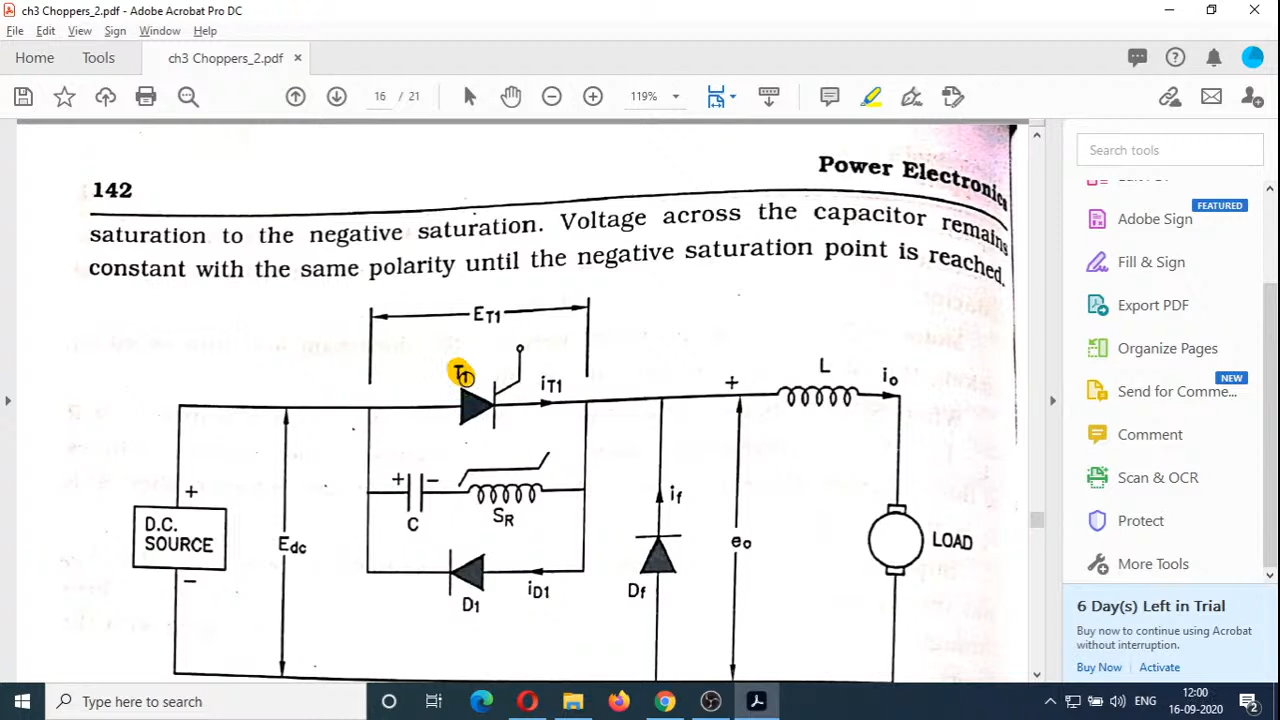 ch3 Choppers_2.pdf - Adobe Acrobat Pro DC
File Edit View Sign Window Help
Home Tools ch3 Choppers_2.pdf ×
16 / 21 119%
142
Power Electronics
saturation to the negative saturation. Voltage across the capacitor remains
constant with the same polarity until the negative saturation point is reached.
ET1
T1
iT1
+
L
io
+ −
C
SR
if
+
D.C.
SOURCE
−
Edc
eo
LOAD
D1
iD1
Df
Search tools
FEATURED
Adobe Sign
Fill & Sign
Export PDF
Organize Pages
NEW
Send for Comme...
Comment
Scan & OCR
Protect
More Tools
6 Day(s) Left in Trial
Buy now to continue using Acrobat
without interruption.
Buy Now Activate
Type here to search
ENG
12:00
16-09-2020
2